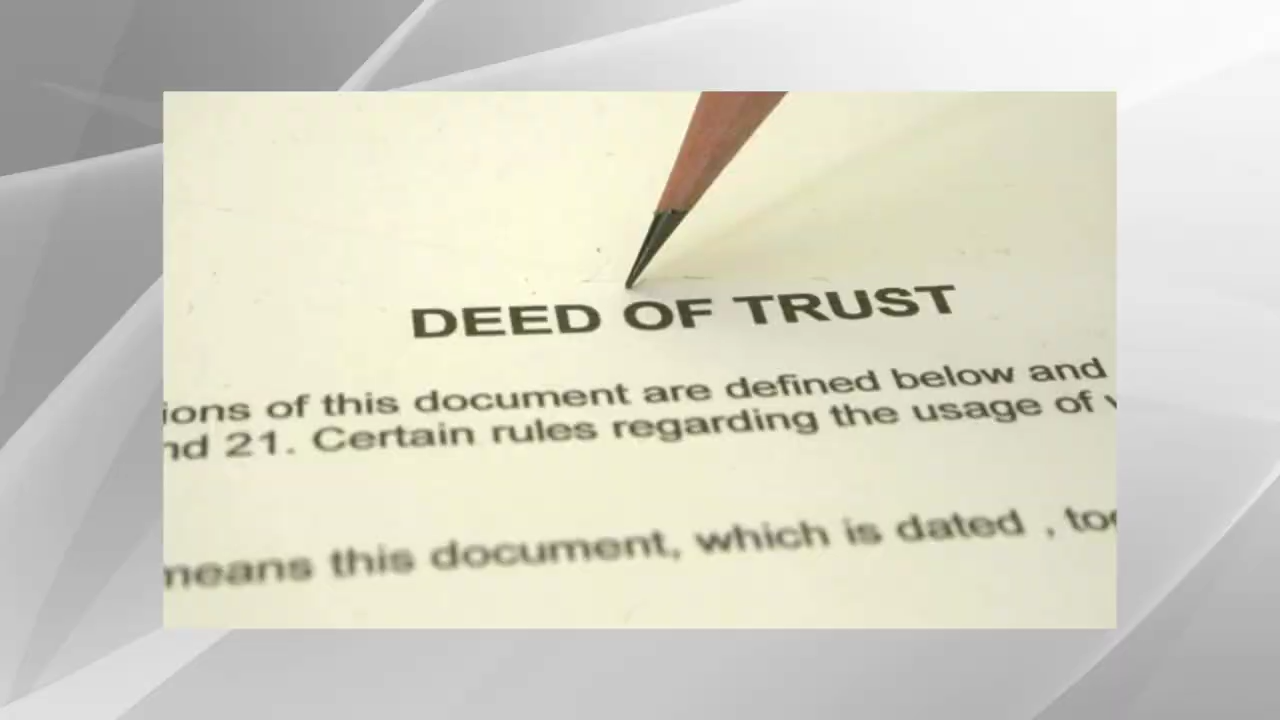 DEED OF TRUST
ions of this document are defined below and
nd 21. Certain rules regarding the usage of
means this document, which is dated , too